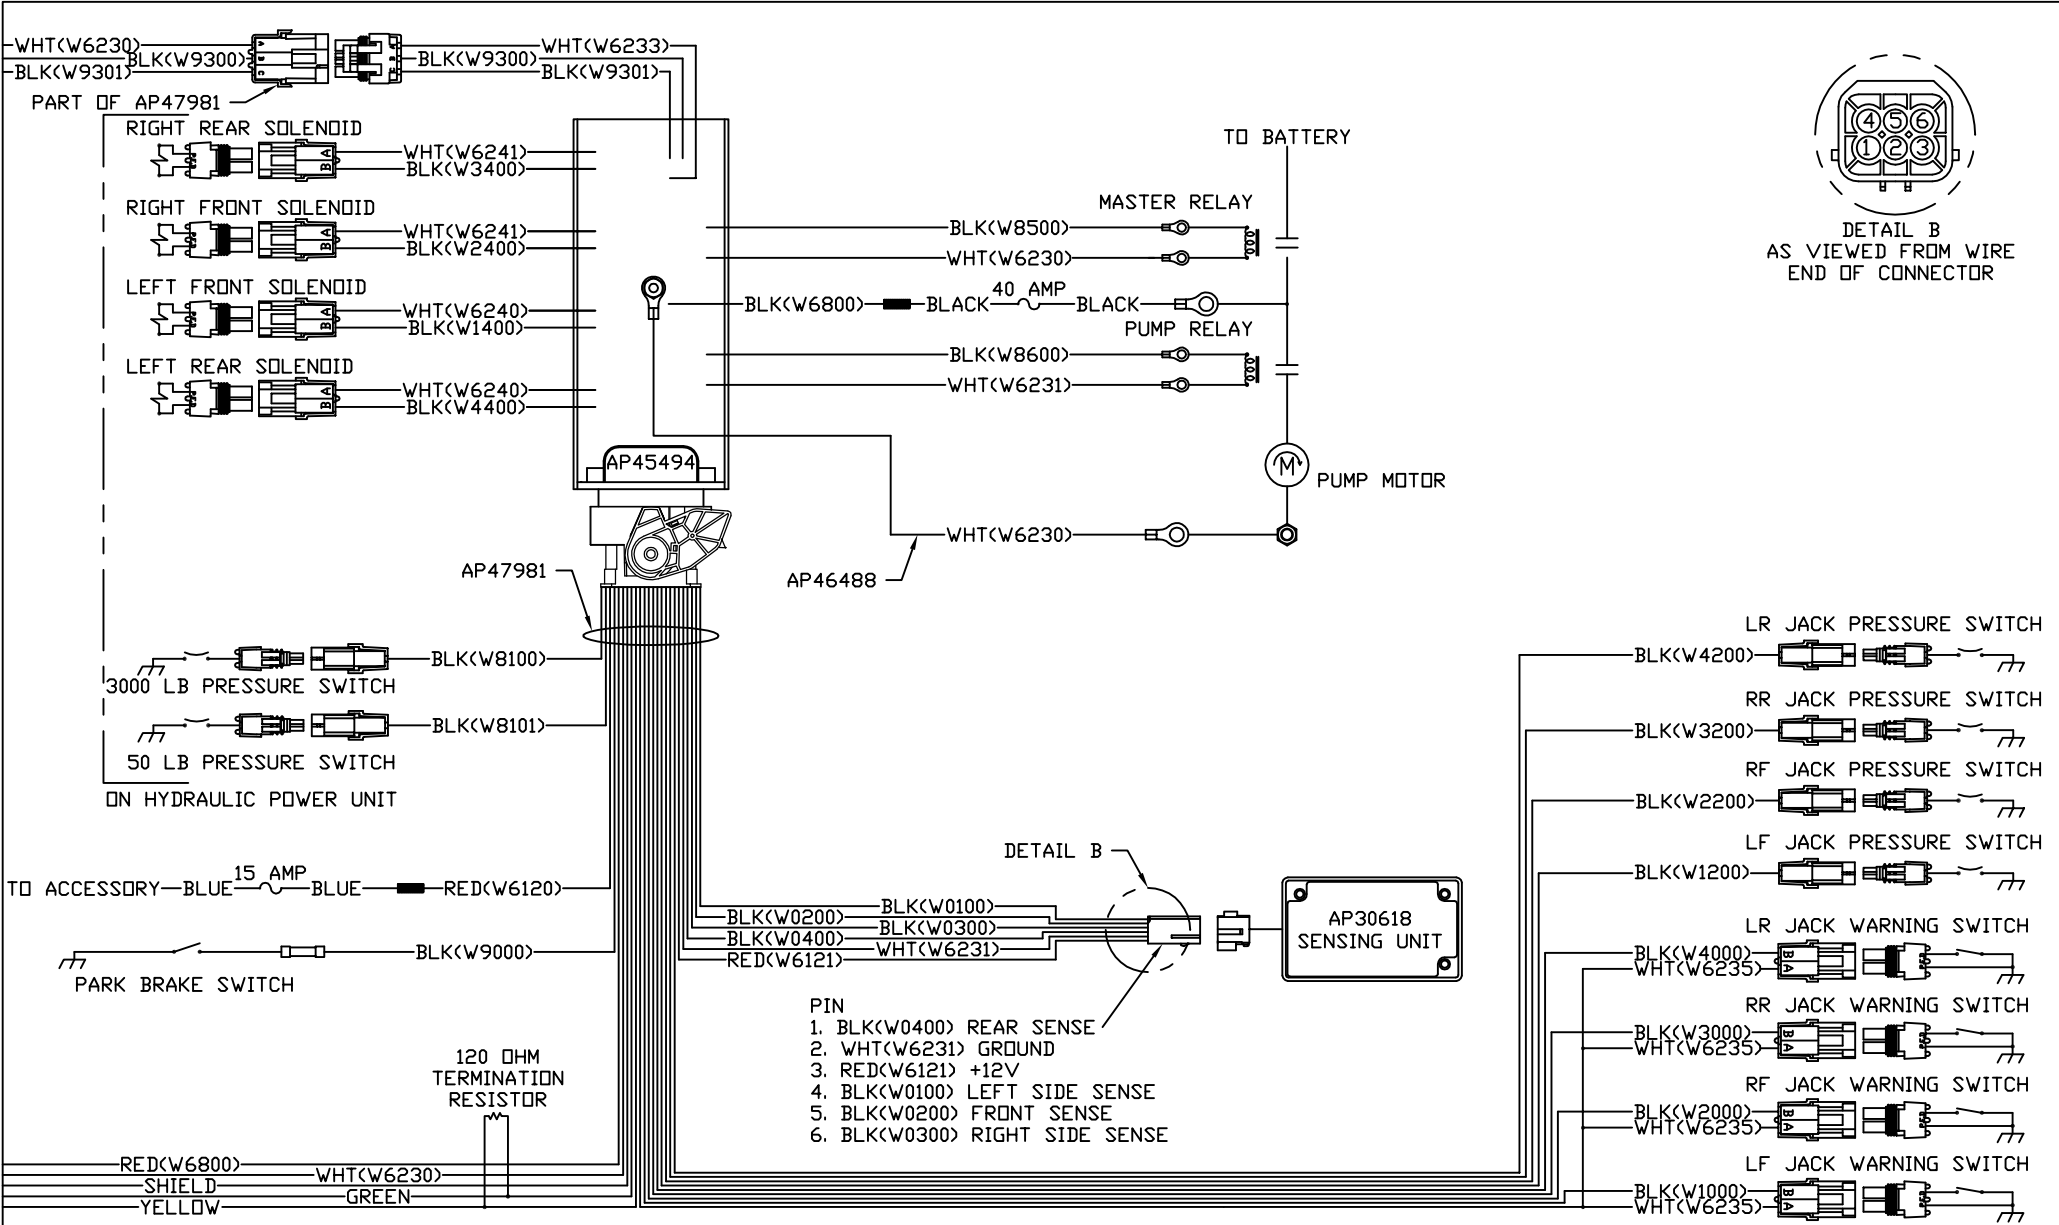 WHT(W6230)
BLK(W9300)
BLK(W9301)
A
B
C
WHT(W6233)
BLK(W9300)
BLK(W9301)
PART OF AP47981
RIGHT REAR SOLENOID
A
B
WHT(W6241)
BLK(W3400)
RIGHT FRONT SOLENOID
A
B
WHT(W6241)
BLK(W2400)
LEFT FRONT SOLENOID
A
B
WHT(W6240)
BLK(W1400)
LEFT REAR SOLENOID
A
B
WHT(W6240)
BLK(W4400)
AP45494
AP47981
TO BATTERY
MASTER RELAY
BLK(W8500)
WHT(W6230)
40 AMP
BLK(W6800)
BLACK
BLACK
PUMP RELAY
BLK(W8600)
WHT(W6231)
M
PUMP MOTOR
WHT(W6230)
AP46488
4 5 6
1 2 3
DETAIL B
AS VIEWED FROM WIRE
END OF CONNECTOR
BLK(W8100)
3000 LB PRESSURE SWITCH
BLK(W8101)
50 LB PRESSURE SWITCH
ON HYDRAULIC POWER UNIT
15 AMP
TO ACCESSORY
BLUE
BLUE
RED(W6120)
BLK(W9000)
PARK BRAKE SWITCH
120 OHM
TERMINATION
RESISTOR
RED(W6800)
WHT(W6230)
SHIELD
GREEN
YELLOW
DETAIL B
BLK(W0100)
BLK(W0200)
BLK(W0300)
BLK(W0400)
WHT(W6231)
RED(W6121)
AP30618
SENSING UNIT
PIN
1. BLK(W0400) REAR SENSE
2. WHT(W6231) GROUND
3. RED(W6121) +12V
4. BLK(W0100) LEFT SIDE SENSE
5. BLK(W0200) FRONT SENSE
6. BLK(W0300) RIGHT SIDE SENSE
LR JACK PRESSURE SWITCH
BLK(W4200)
RR JACK PRESSURE SWITCH
BLK(W3200)
RF JACK PRESSURE SWITCH
BLK(W2200)
LF JACK PRESSURE SWITCH
BLK(W1200)
LR JACK WARNING SWITCH
BLK(W4000)
WHT(W6235)
B
A
RR JACK WARNING SWITCH
BLK(W3000)
WHT(W6235)
B
A
RF JACK WARNING SWITCH
BLK(W2000)
WHT(W6235)
B
A
LF JACK WARNING SWITCH
BLK(W1000)
WHT(W6235)
B
A